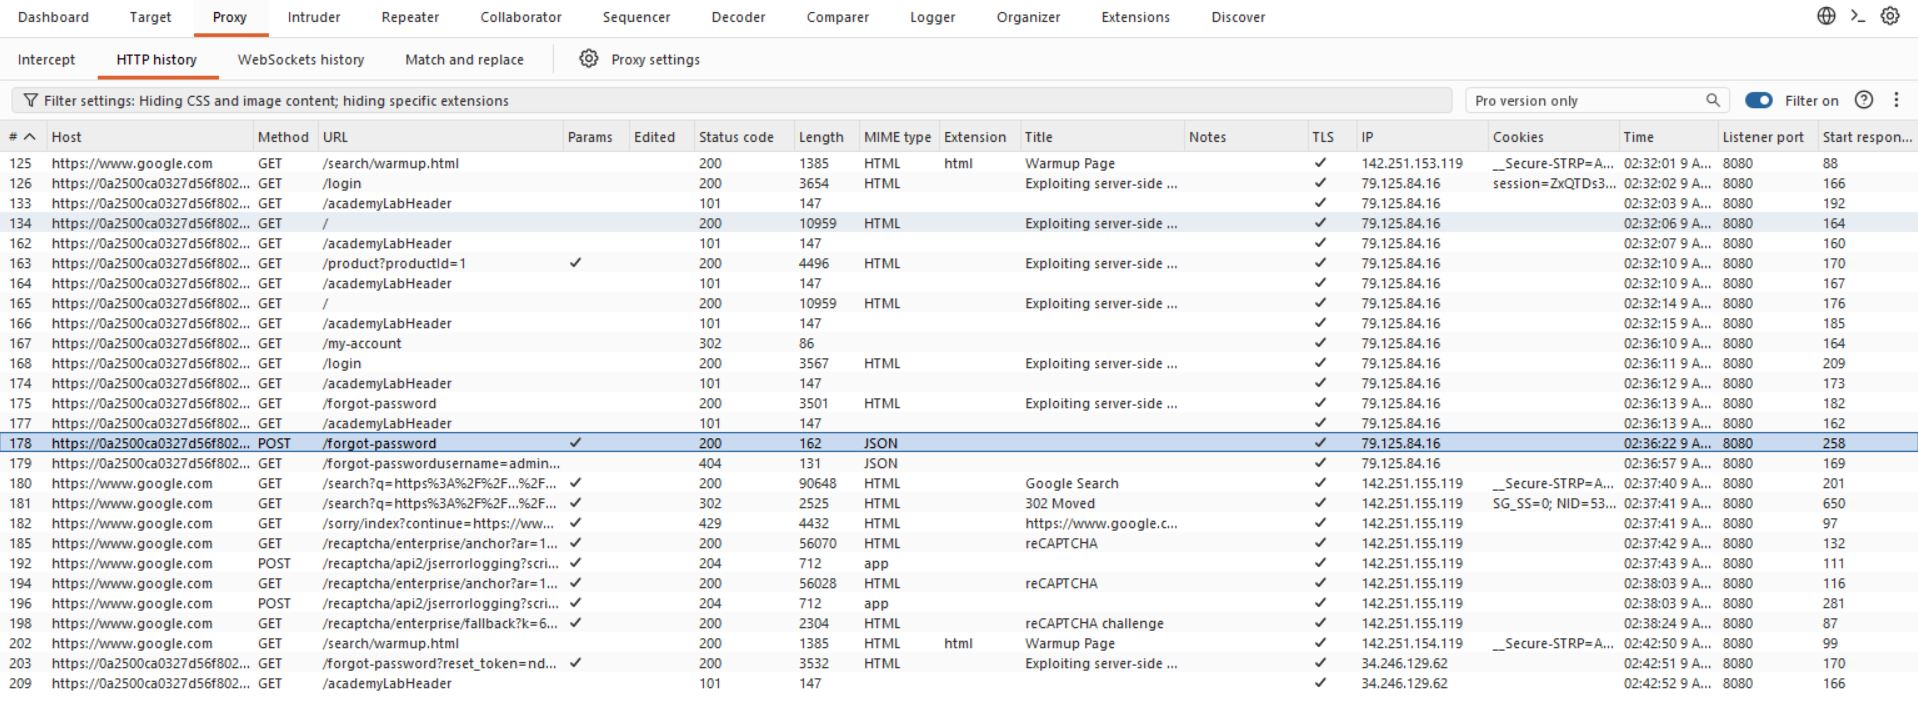 Dashboard Target Proxy Intruder Repeater Collaborator Sequencer Decoder Comparer Logger Organizer Extensions Discover
Intercept HTTP history WebSockets history Match and replace Proxy settings
Filter settings: Hiding CSS and image content; hiding specific extensions Pro version only Filter on
# Host Method URL Params Edited Status code Length MIME type Extension Title Notes TLS IP Cookies Time Listener port Start respon...
125 https://www.google.com GET /search/warmup.html 200 1385 HTML html Warmup Page ✓ 142.251.153.119 __Secure-STRP=A... 02:32:01 9 A... 8080 88
126 https://0a2500ca0327d56f802... GET /login 200 3654 HTML Exploiting server-side ... ✓ 79.125.84.16 session=ZxQTDs3... 02:32:02 9 A... 8080 166
133 https://0a2500ca0327d56f802... GET /academyLabHeader 101 147 ✓ 79.125.84.16 02:32:03 9 A... 8080 192
134 https://0a2500ca0327d56f802... GET / 200 10959 HTML Exploiting server-side ... ✓ 79.125.84.16 02:32:06 9 A... 8080 164
162 https://0a2500ca0327d56f802... GET /academyLabHeader 101 147 ✓ 79.125.84.16 02:32:07 9 A... 8080 160
163 https://0a2500ca0327d56f802... GET /product?productId=1 ✓ 200 4496 HTML Exploiting server-side ... ✓ 79.125.84.16 02:32:10 9 A... 8080 170
164 https://0a2500ca0327d56f802... GET /academyLabHeader 101 147 ✓ 79.125.84.16 02:32:10 9 A... 8080 167
165 https://0a2500ca0327d56f802... GET / 200 10959 HTML Exploiting server-side ... ✓ 79.125.84.16 02:32:14 9 A... 8080 176
166 https://0a2500ca0327d56f802... GET /academyLabHeader 101 147 ✓ 79.125.84.16 02:32:15 9 A... 8080 185
167 https://0a2500ca0327d56f802... GET /my-account 302 86 ✓ 79.125.84.16 02:36:10 9 A... 8080 164
168 https://0a2500ca0327d56f802... GET /login 200 3567 HTML Exploiting server-side ... ✓ 79.125.84.16 02:36:11 9 A... 8080 209
174 https://0a2500ca0327d56f802... GET /academyLabHeader 101 147 ✓ 79.125.84.16 02:36:12 9 A... 8080 173
175 https://0a2500ca0327d56f802... GET /forgot-password 200 3501 HTML Exploiting server-side ... ✓ 79.125.84.16 02:36:13 9 A... 8080 182
177 https://0a2500ca0327d56f802... GET /academyLabHeader 101 147 ✓ 79.125.84.16 02:36:13 9 A... 8080 162
178 https://0a2500ca0327d56f802... POST /forgot-password ✓ 200 162 JSON ✓ 79.125.84.16 02:36:22 9 A... 8080 258
179 https://0a2500ca0327d56f802... GET /forgot-passwordusername=admin... 404 131 JSON ✓ 79.125.84.16 02:36:57 9 A... 8080 169
180 https://www.google.com GET /search?q=https%3A%2F%2F...%2F... ✓ 200 90648 HTML Google Search ✓ 142.251.155.119 __Secure-STRP=A... 02:37:40 9 A... 8080 201
181 https://www.google.com GET /search?q=https%3A%2F%2F...%2F... ✓ 302 2525 HTML 302 Moved ✓ 142.251.155.119 SG_SS=0; NID=53... 02:37:41 9 A... 8080 650
182 https://www.google.com GET /sorry/index?continue=https://ww... ✓ 429 4432 HTML https://www.google.c... ✓ 142.251.155.119 02:37:41 9 A... 8080 97
185 https://www.google.com GET /recaptcha/enterprise/anchor?ar=1... ✓ 200 56070 HTML reCAPTCHA ✓ 142.251.155.119 02:37:42 9 A... 8080 132
192 https://www.google.com POST /recaptcha/api2/jserrorlogging?scri... ✓ 204 712 app ✓ 142.251.155.119 02:37:43 9 A... 8080 111
194 https://www.google.com GET /recaptcha/enterprise/anchor?ar=1... ✓ 200 56028 HTML reCAPTCHA ✓ 142.251.155.119 02:38:03 9 A... 8080 116
196 https://www.google.com POST /recaptcha/api2/jserrorlogging?scri... ✓ 204 712 app ✓ 142.251.155.119 02:38:03 9 A... 8080 281
198 https://www.google.com GET /recaptcha/enterprise/fallback?k=6... ✓ 200 2304 HTML reCAPTCHA challenge ✓ 142.251.155.119 02:38:24 9 A... 8080 87
202 https://www.google.com GET /search/warmup.html 200 1385 HTML html Warmup Page ✓ 142.251.154.119 __Secure-STRP=A... 02:42:50 9 A... 8080 99
203 https://0a2500ca0327d56f802... GET /forgot-password?reset_token=nd... ✓ 200 3532 HTML Exploiting server-side ... ✓ 34.246.129.62 02:42:51 9 A... 8080 170
209 https://0a2500ca0327d56f802... GET /academyLabHeader 101 147 ✓ 34.246.129.62 02:42:52 9 A... 8080 166